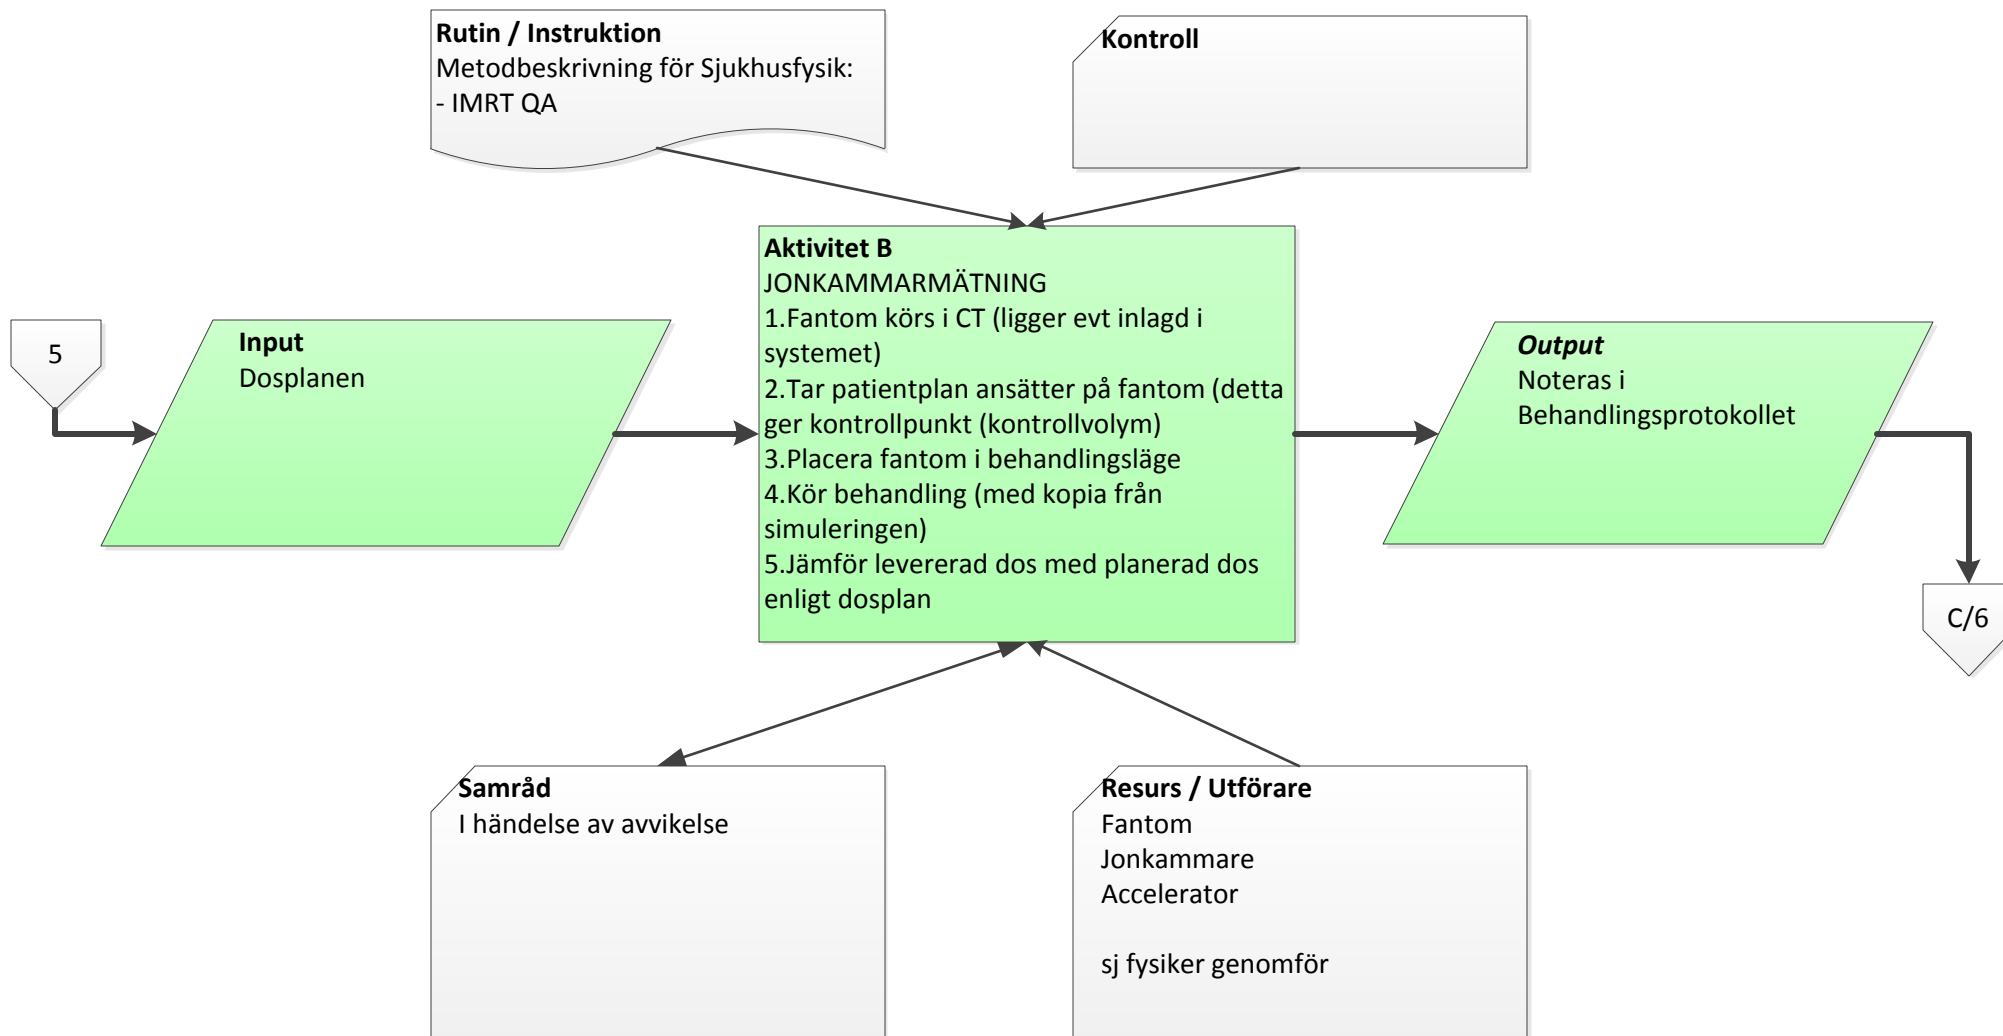 Rutin / Instruktion
Metodbeskrivning för Sjukhusfysik:
- IMRT QA
Kontroll
5
Input
Dosplanen
Aktivitet B
JONKAMMARMÄTNING
1.Fantom körs i CT (ligger evt inlagd i
systemet)
2.Tar patientplan ansätter på fantom (detta
ger kontrollpunkt (kontrollvolym)
3.Placera fantom i behandlingsläge
4.Kör behandling (med kopia från
simuleringen)
5.Jämför levererad dos med planerad dos
enligt dosplan
Output
Noteras i
Behandlingsprotokollet
C/6
Samråd
I händelse av avvikelse
Resurs / Utförare
Fantom
Jonkammare
Accelerator
sj fysiker genomför